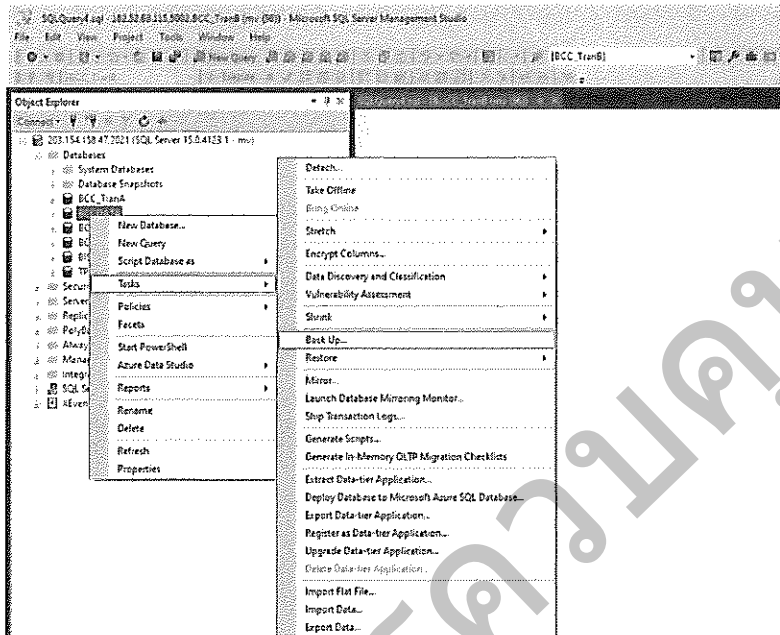 SQLQuery4.sql - 182.52.63.115,5002.BCC_TranB (mv (98)) - Microsoft SQL Server Management Studio
File Edit View Project Tools Window Help
New Query
[BCC_TranB]
Object Explorer
Connect
203.154.158.47,2021 (SQL Server 15.0.4123.1 - mv)
Databases
System Databases
Database Snapshots
BCC_TranA
New Database...
New Query
Script Database as
Tasks
Policies
Facets
Start PowerShell
Azure Data Studio
Reports
Rename
Delete
Refresh
Properties
Detach...
Take Offline
Bring Online
Stretch
Encrypt Columns...
Data Discovery and Classification
Vulnerability Assessment
Shrink
Back Up...
Restore
Mirror...
Launch Database Mirroring Monitor...
Ship Transaction Logs...
Generate Scripts...
Generate In-Memory OLTP Migration Checklists
Extract Data-tier Application...
Deploy Database to Microsoft Azure SQL Database...
Export Data-tier Application...
Register as Data-tier Application...
Upgrade Data-tier Application...
Delete Data-tier Application...
Import Flat File...
Import Data...
Export Data...